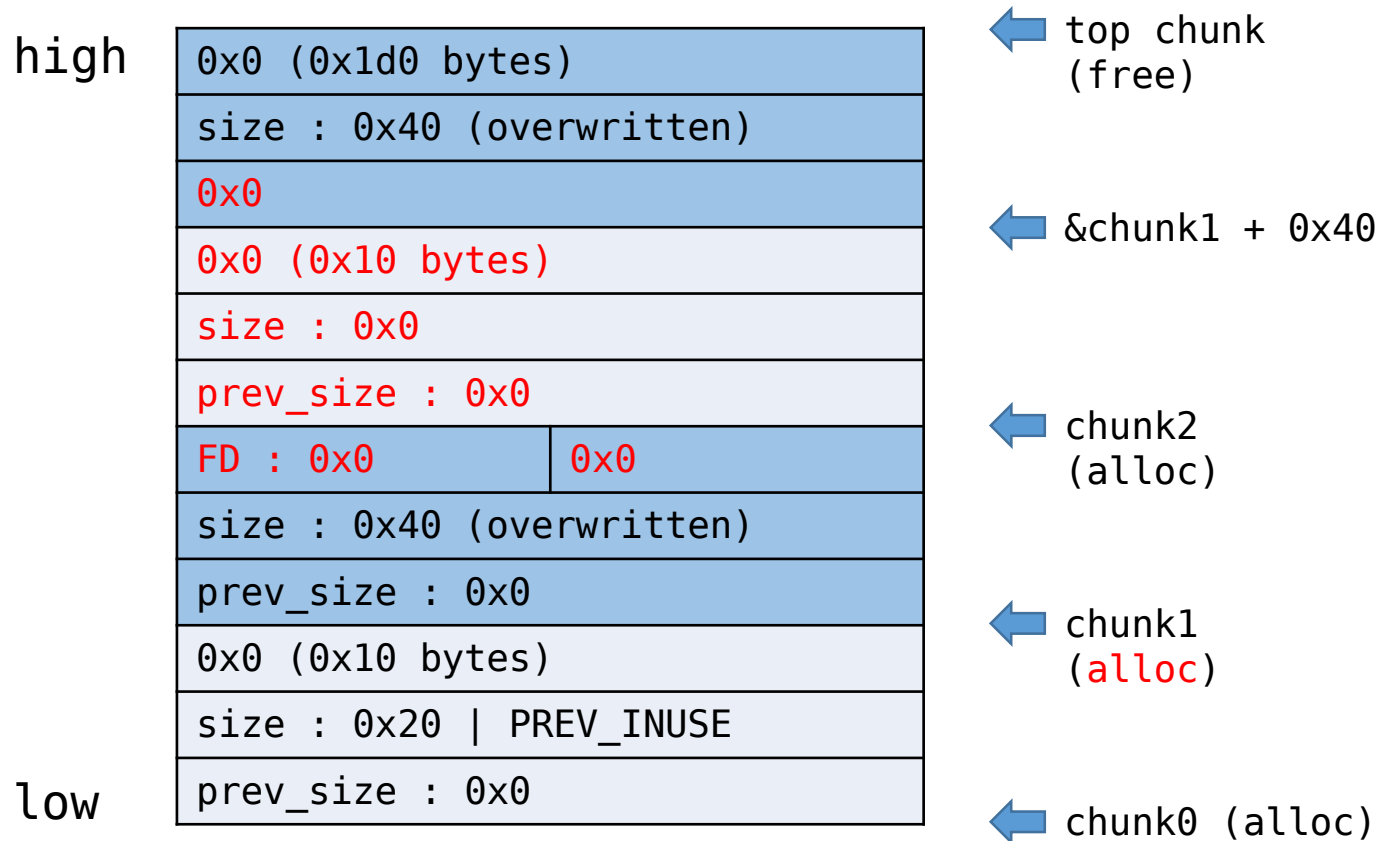 high
0x0 (0x1d0 bytes)
size : 0x40 (overwritten)
0x0
0x0 (0x10 bytes)
size : 0x0
prev_size : 0x0
FD : 0x0 0x0
size : 0x40 (overwritten)
prev_size : 0x0
0x0 (0x10 bytes)
size : 0x20 | PREV_INUSE
prev_size : 0x0
low
top chunk
(free)
&chunk1 + 0x40
chunk2
(alloc)
chunk1
(alloc)
chunk0 (alloc)